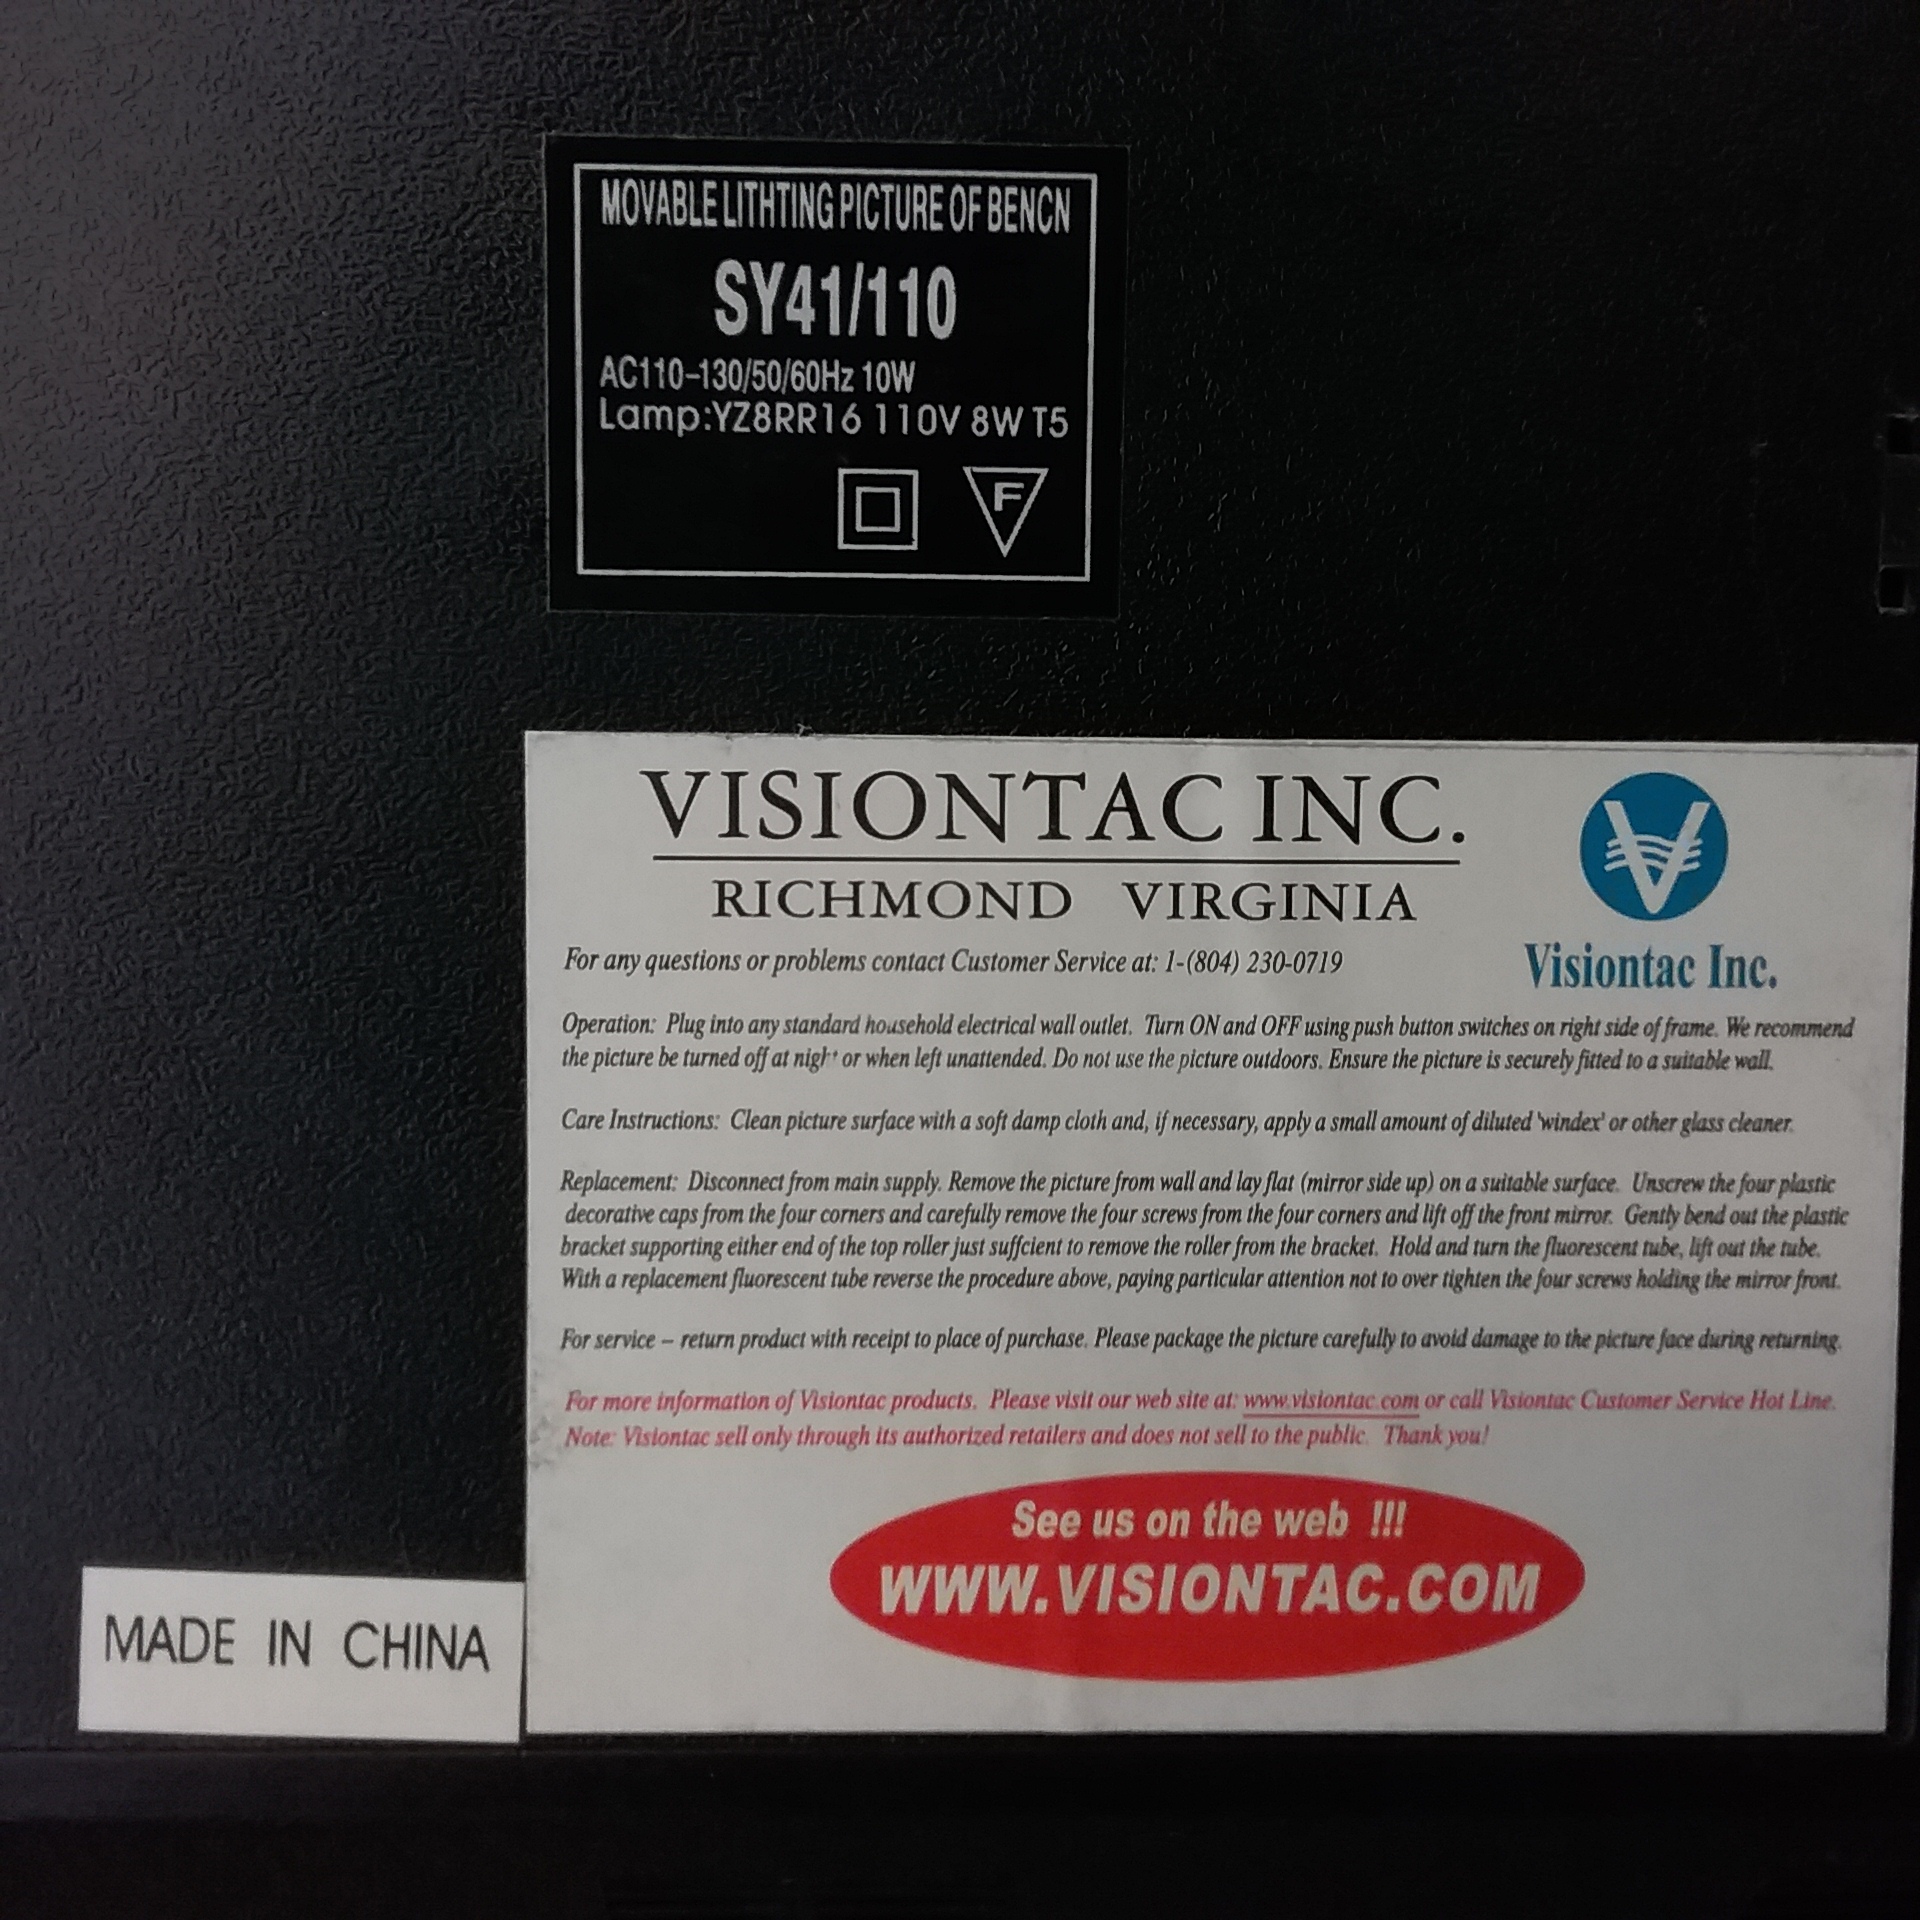 MOVABLE LITHTING PICTURE OF BENCN
SY41/110
AC110-130/50/60Hz 10W
Lamp:YZ8RR16 110V 8W T5
F
VISIONTAC INC.
RICHMOND VIRGINIA
Visiontac Inc.
For any questions or problems contact Customer Service at: 1-(804) 230-0719
Operation: Plug into any standard household electrical wall outlet. Turn ON and OFF using push button switches on right side of frame. We recommend
the picture be turned off at night or when left unattended. Do not use the picture outdoors. Ensure the picture is securely fitted to a suitable wall.
Care Instructions: Clean picture surface with a soft damp cloth and, if necessary, apply a small amount of diluted 'windex' or other glass cleaner.
Replacement: Disconnect from main supply. Remove the picture from wall and lay flat (mirror side up) on a suitable surface. Unscrew the four plastic
decorative caps from the four corners and carefully remove the four screws from the four corners and lift off the front mirror. Gently bend out the plastic
bracket supporting either end of the top roller just suffcient to remove the roller from the bracket. Hold and turn the fluorescent tube, lift out the tube.
With a replacement fluorescent tube reverse the procedure above, paying particular attention not to over tighten the four screws holding the mirror front.
For service – return product with receipt to place of purchase. Please package the picture carefully to avoid damage to the picture face during returning.
For more information of Visiontac products. Please visit our web site at: www.visiontac.com or call Visiontac Customer Service Hot Line.
Note: Visiontac sell only through its authorized retailers and does not sell to the public. Thank you!
See us on the web !!!
WWW.VISIONTAC.COM
MADE IN CHINA